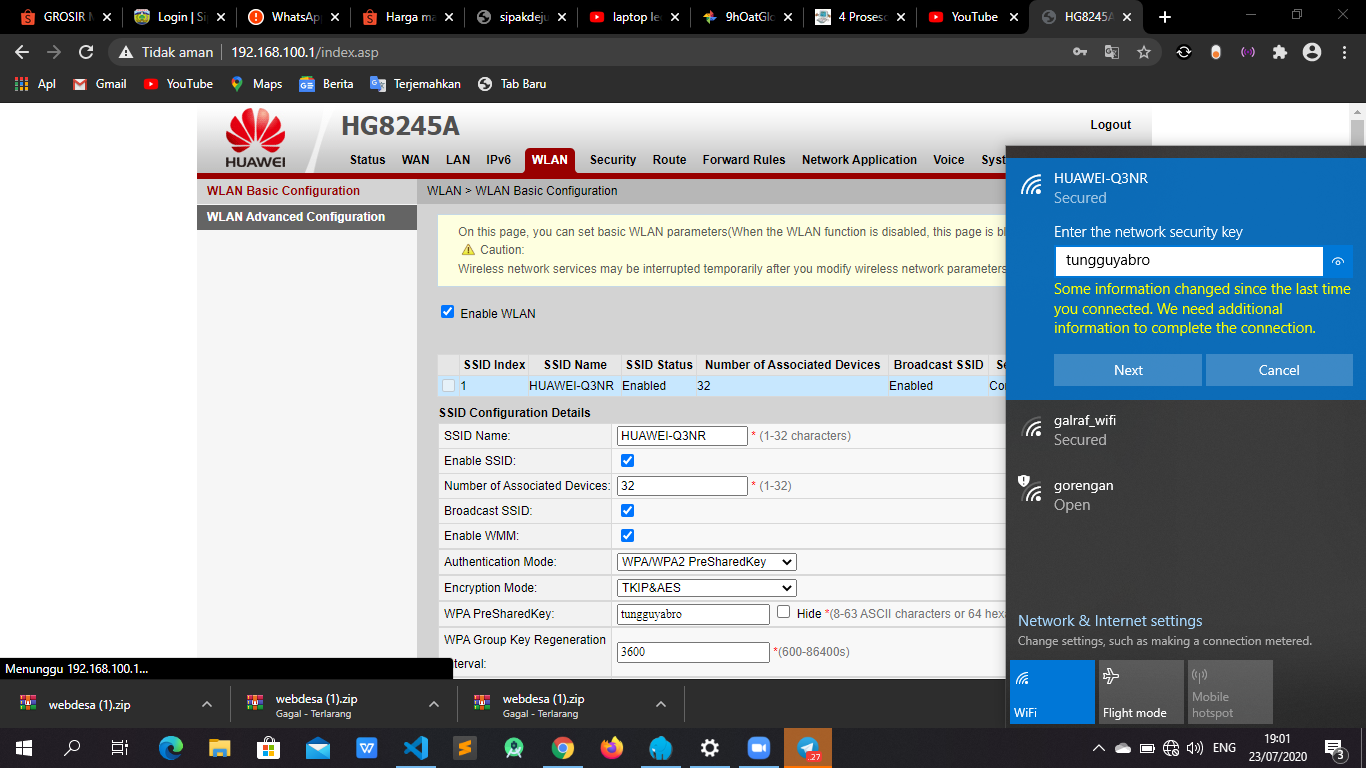 GROSIR M
Login | Si
WhatsAp
Harga ma
sipakdeju
laptop le
9hOatGlo
4 Prosesc
YouTube
HG8245A
Tidak aman
192.168.100.1/index.asp
Apl
Gmail
YouTube
Maps
Berita
Terjemahkan
Tab Baru
HUAWEI
HG8245A
Logout
Status WAN LAN IPv6 WLAN Security Route Forward Rules Network Application Voice Syst
WLAN Basic Configuration
WLAN Advanced Configuration
WLAN > WLAN Basic Configuration
On this page, you can set basic WLAN parameters(When the WLAN function is disabled, this page is bl
Caution:
Wireless network services may be interrupted temporarily after you modify wireless network parameters
Enable WLAN
SSID Index SSID Name SSID Status Number of Associated Devices Broadcast SSID Se
1 HUAWEI-Q3NR Enabled 32 Enabled Con
SSID Configuration Details
SSID Name: HUAWEI-Q3NR * (1-32 characters)
Enable SSID:
Number of Associated Devices: 32 * (1-32)
Broadcast SSID:
Enable WMM:
Authentication Mode: WPA/WPA2 PreSharedKey
Encryption Mode: TKIP&AES
WPA PreSharedKey: tungguyabro Hide *(8-63 ASCII characters or 64 hexa
WPA Group Key Regeneration
nterval: 3600 *(600-86400s)
HUAWEI-Q3NR
Secured
Enter the network security key
tungguyabro
Some information changed since the last time
you connected. We need additional
information to complete the connection.
Next Cancel
galraf_wifi
Secured
gorengan
Open
Network & Internet settings
Change settings, such as making a connection metered.
WiFi
Flight mode
Mobile
hotspot
Menunggu 192.168.100.1...
webdesa (1).zip
webdesa (1).zip
Gagal - Terlarang
webdesa (1).zip
Gagal - Terlarang
W
S
27
ENG
19:01
23/07/2020
3